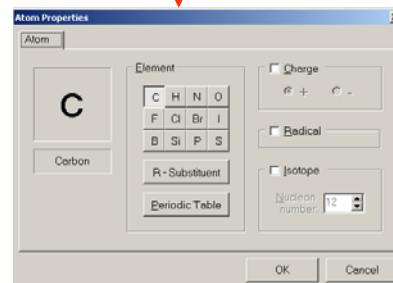 Atom Properties
Atom
C
Carbon
Element
C H N O
F Cl Br I
B Si P S
R - Substituent
Periodic Table
Charge
+ -
Radical
Isotope
Nucleon number: 12
OK Cancel